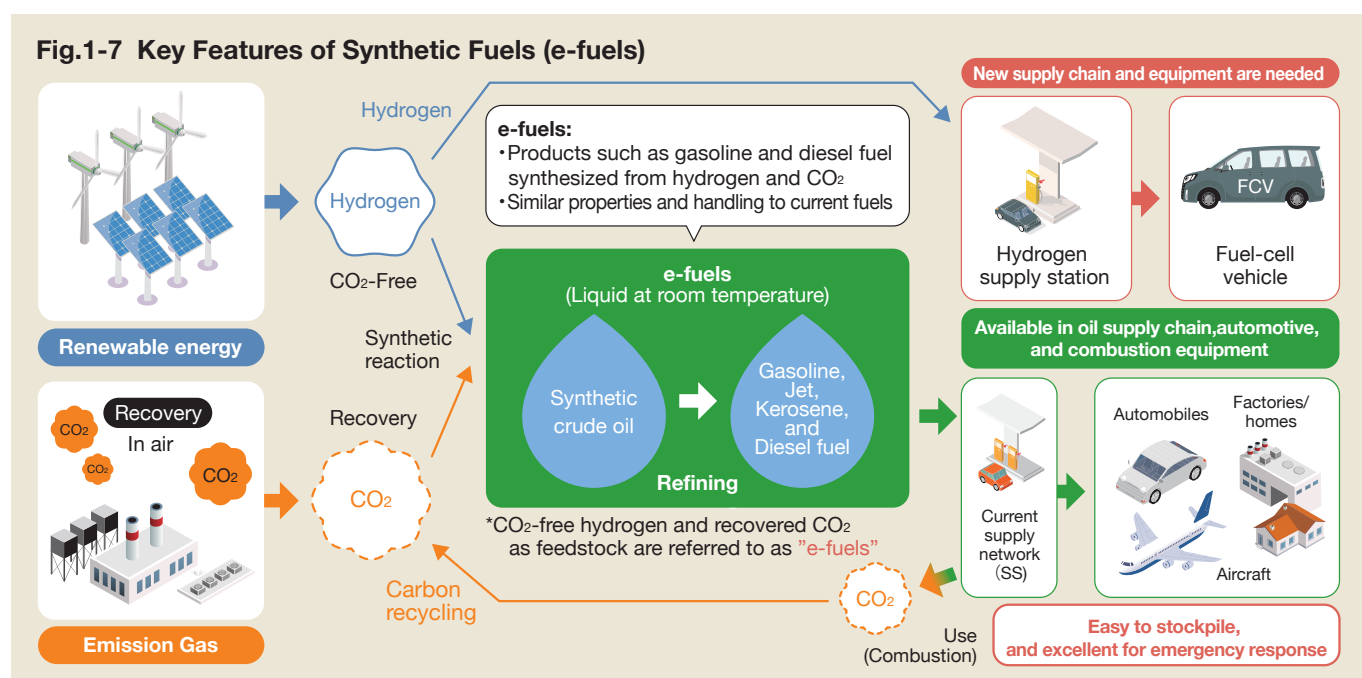 Fig.1-7 Key Features of Synthetic Fuels (e-fuels)
Renewable energy
Recovery
In air
CO₂
CO₂
CO₂
Emission Gas
Hydrogen
Hydrogen
CO₂-Free
Synthetic
reaction
Recovery
CO₂
Carbon
recycling
e-fuels:
・Products such as gasoline and diesel fuel
synthesized from hydrogen and CO₂
・Similar properties and handling to current fuels
e-fuels
(Liquid at room temperature)
Synthetic
crude oil
Gasoline,
Jet,
Kerosene,
and
Diesel fuel
Refining
*CO₂-free hydrogen and recovered CO₂
as feedstock are referred to as ”e-fuels”
New supply chain and equipment are needed
Hydrogen
supply station
FCV
Fuel-cell
vehicle
Available in oil supply chain,automotive,
and combustion equipment
Current
supply
network
(SS)
Automobiles
Factories/
homes
Aircraft
CO₂
Use
(Combustion)
Easy to stockpile,
and excellent for emergency response